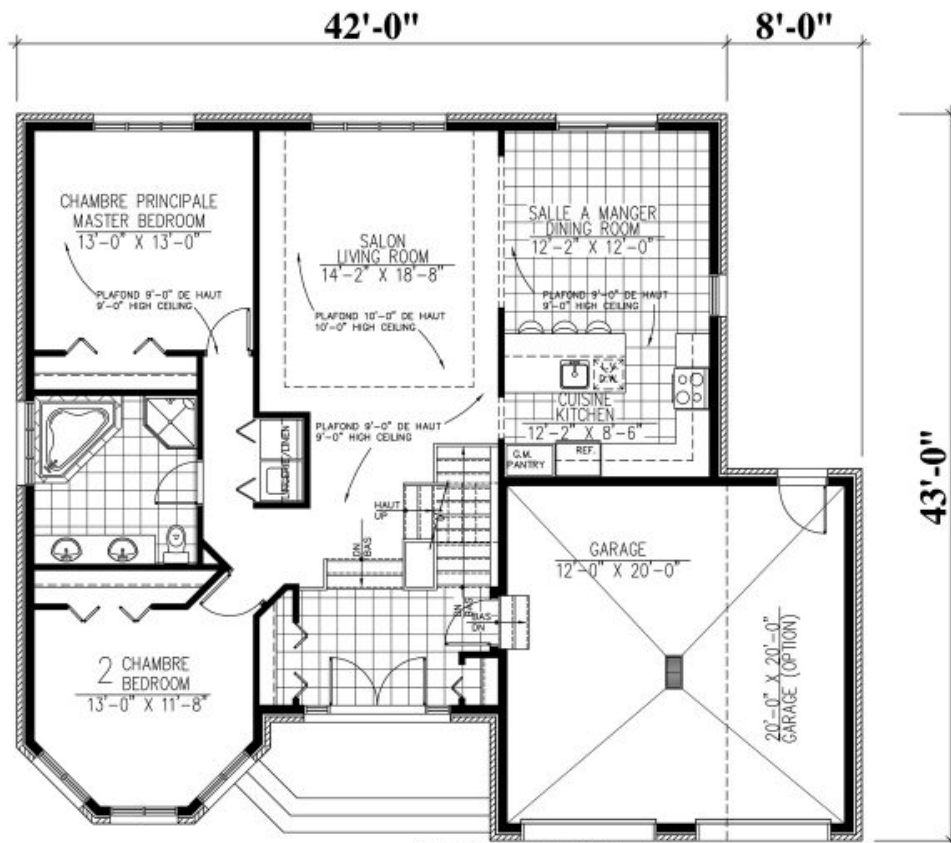 42'-0"
8'-0"
43'-0"
CHAMBRE PRINCIPALE
MASTER BEDROOM
13'-0" X 13'-0"
PLAFOND 9'-0" DE HAUT
9'-0" HIGH CEILING
SALON
LIVING ROOM
14'-2" X 18'-8"
PLAFOND 10'-0" DE HAUT
10'-0" HIGH CEILING
SALLE A MANGER
DINING ROOM
12'-2" X 12'-0"
PLAFOND 9'-0" DE HAUT
9'-0" HIGH CEILING
L.V.
D.W.
CUISINE
KITCHEN
12'-2" X 8'-6"
G.M.
PANTRY
REF.
PLAFOND 9'-0" DE HAUT
9'-0" HIGH CEILING
LINGERIE/LINEN
HAUT
UP
DN
BAS
DN
BAS
BAS
DN
GARAGE
12'-0" X 20'-0"
20'-0" X 20'-0"
GARAGE (OPTION)
2 CHAMBRE
BEDROOM
13'-0" X 11'-8"